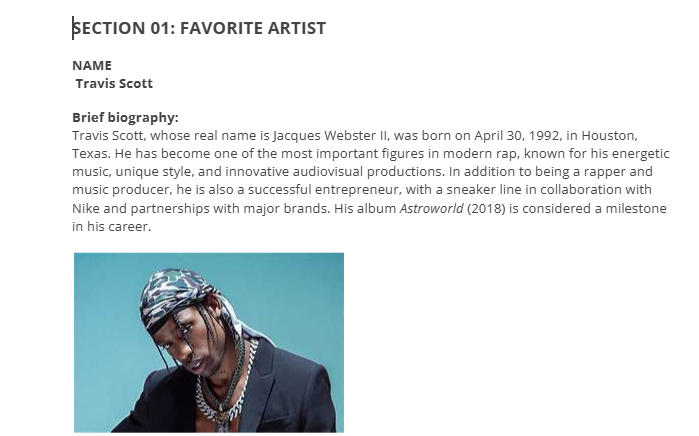 SECTION 01: FAVORITE ARTIST
NAME
Travis Scott
Brief biography:
Travis Scott, whose real name is Jacques Webster II, was born on April 30, 1992, in Houston,
Texas. He has become one of the most important figures in modern rap, known for his energetic
music, unique style, and innovative audiovisual productions. In addition to being a rapper and
music producer, he is also a successful entrepreneur, with a sneaker line in collaboration with
Nike and partnerships with major brands. His album Astroworld (2018) is considered a milestone
in his career.